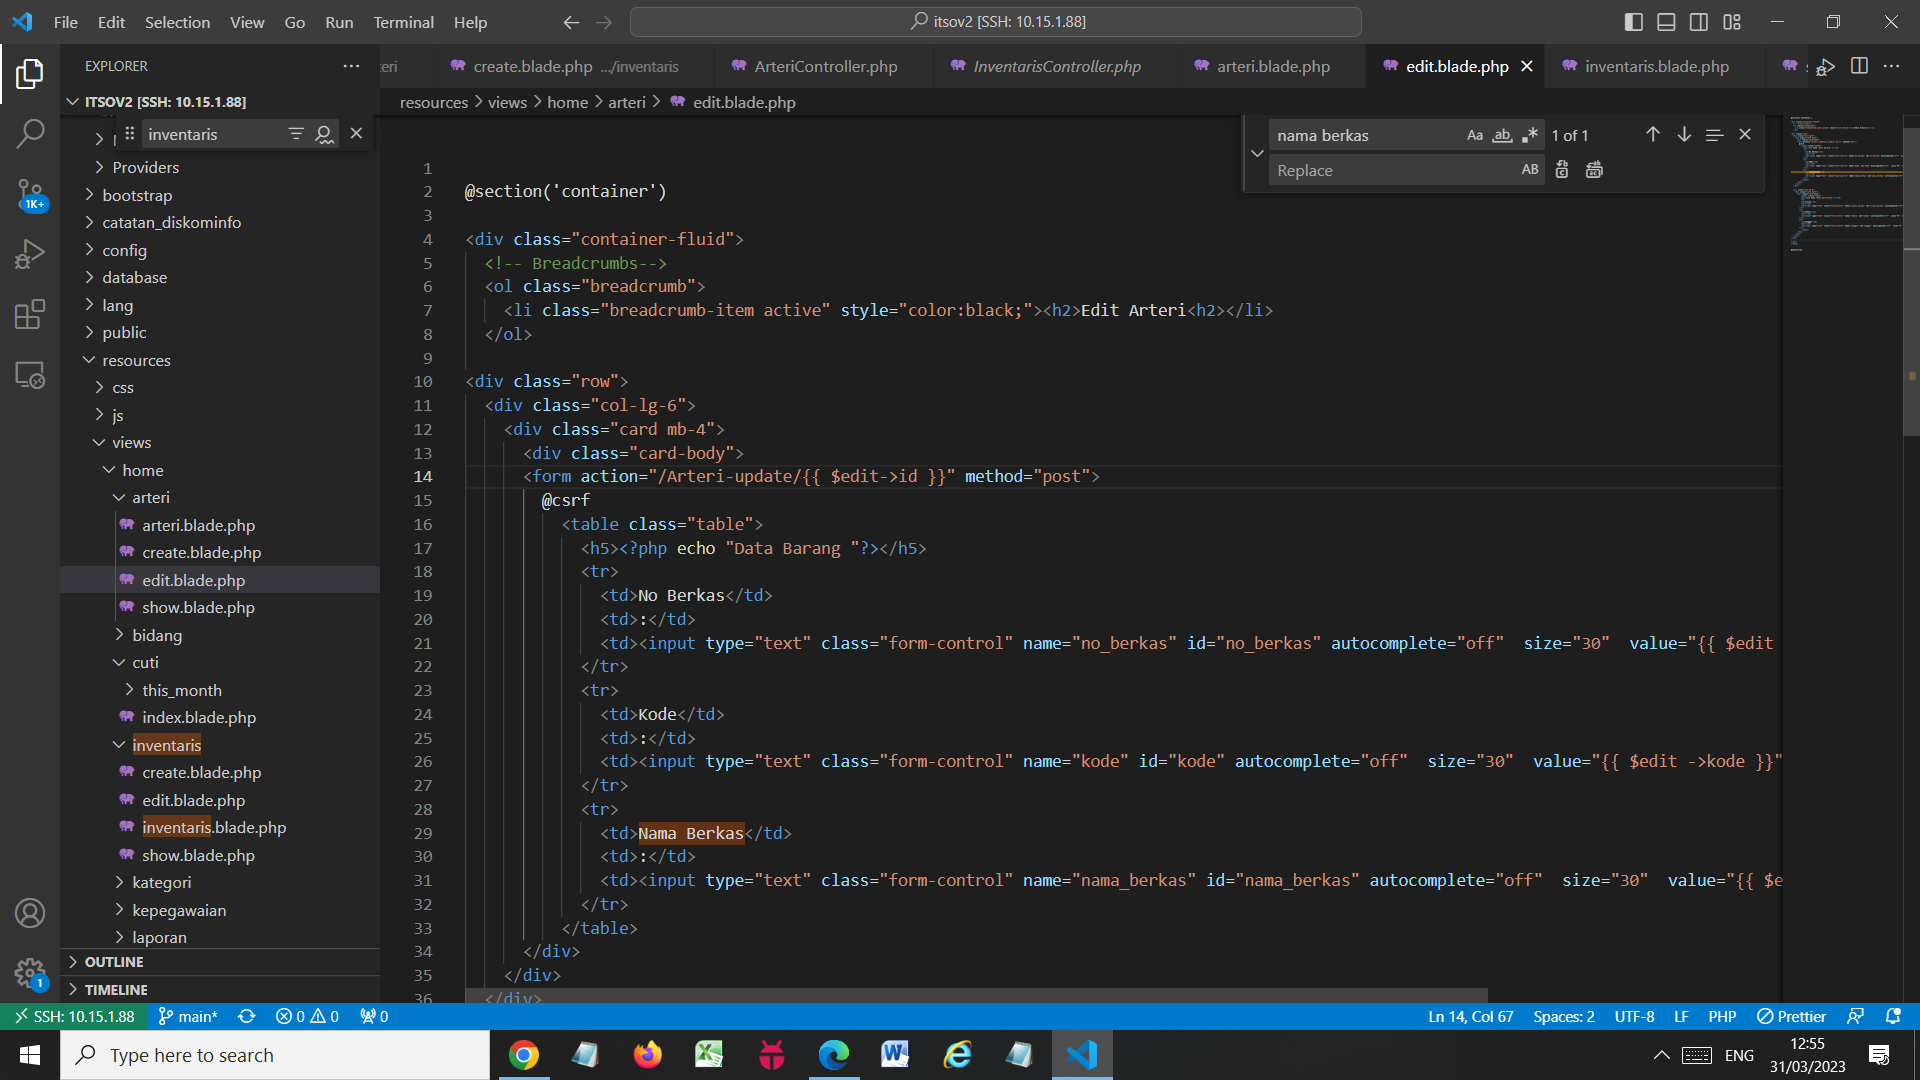 File Edit Selection View Go Run Terminal Help
itsov2 [SSH: 10.15.1.88]
EXPLORER
ITSOV2 [SSH: 10.15.1.88]
inventaris
Providers
bootstrap
catatan_diskominfo
config
database
lang
public
resources
css
js
views
home
arteri
arteri.blade.php
create.blade.php
edit.blade.php
show.blade.php
bidang
cuti
this_month
index.blade.php
inventaris
create.blade.php
edit.blade.php
inventaris.blade.php
show.blade.php
kategori
kepegawaian
laporan
OUTLINE
TIMELINE
1K+
1
create.blade.php .../inventaris
ArteriController.php
InventarisController.php
arteri.blade.php
edit.blade.php
inventaris.blade.php
resources > views > home > arteri > edit.blade.php
nama berkas Aa ab 1 of 1
Replace AB
1
2 @section('container')
3
4 <div class="container-fluid">
5 <!-- Breadcrumbs-->
6 <ol class="breadcrumb">
7 <li class="breadcrumb-item active" style="color:black;"><h2>Edit Arteri<h2></li>
8 </ol>
9
10 <div class="row">
11 <div class="col-lg-6">
12 <div class="card mb-4">
13 <div class="card-body">
14 <form action="/Arteri-update/{{ $edit->id }}" method="post">
15 @csrf
16 <table class="table">
17 <h5><?php echo "Data Barang "?></h5>
18 <tr>
19 <td>No Berkas</td>
20 <td>:</td>
21 <td><input type="text" class="form-control" name="no_berkas" id="no_berkas" autocomplete="off"  size="30"  value="{{ $edit
22 </tr>
23 <tr>
24 <td>Kode</td>
25 <td>:</td>
26 <td><input type="text" class="form-control" name="kode" id="kode" autocomplete="off"  size="30"  value="{{ $edit ->kode }}"
27 </tr>
28 <tr>
29 <td>Nama Berkas</td>
30 <td>:</td>
31 <td><input type="text" class="form-control" name="nama_berkas" id="nama_berkas" autocomplete="off"  size="30"  value="{{ $e
32 </tr>
33 </table>
34 </div>
35 </div>
36 </div>
SSH: 10.15.1.88 main* 0 0 0
Ln 14, Col 67 Spaces: 2 UTF-8 LF PHP Prettier
Type here to search
ENG
12:55
31/03/2023